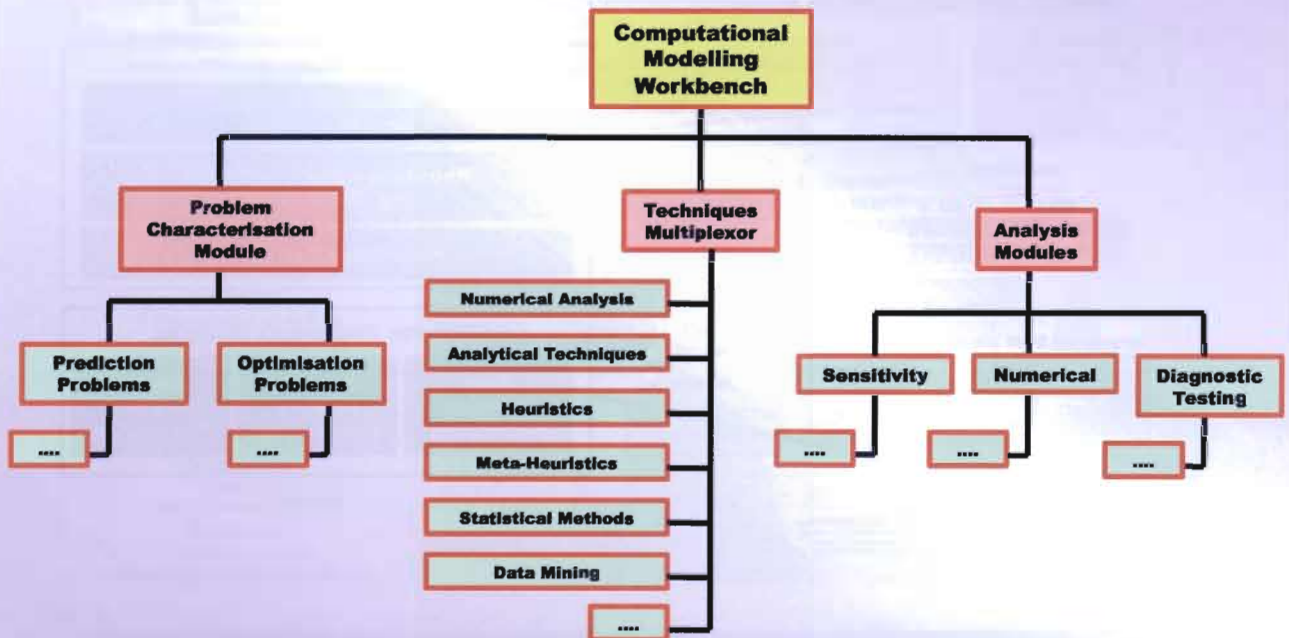 Computational
Modelling
Workbench
Problem
Characterisation
Module
Techniques
Multiplexor
Analysis
Modules
Prediction
Problems
Optimisation
Problems
....
....
Numerical Analysis
Analytical Techniques
Heuristics
Meta-Heuristics
Statistical Methods
Data Mining
....
Sensitivity
Numerical
Diagnostic
Testing
....
....
....